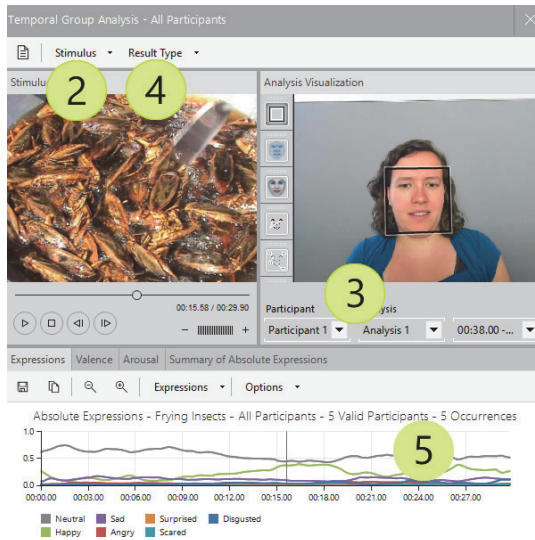 Temporal Group Analysis - All Participants
Stimulus Result Type
2 4
Analysis Visualization
3
00:15.58 / 00:29.90
Participant
Participant 1 Analysis 1 00:38.00 -...
Expressions Valence Arousal Summary of Absolute Expressions
Expressions Options
Absolute Expressions - Frying Insects - All Participants - 5 Valid Participants - 5 Occurrences
5
1.0
0.5
0.0
00:00.00 00:03.00 00:06.00 00:09.00 00:12.00 00:15.00 00:18.00 00:21.00 00:24.00 00:27.00
Neutral Sad Surprised Disgusted
Happy Angry Scared